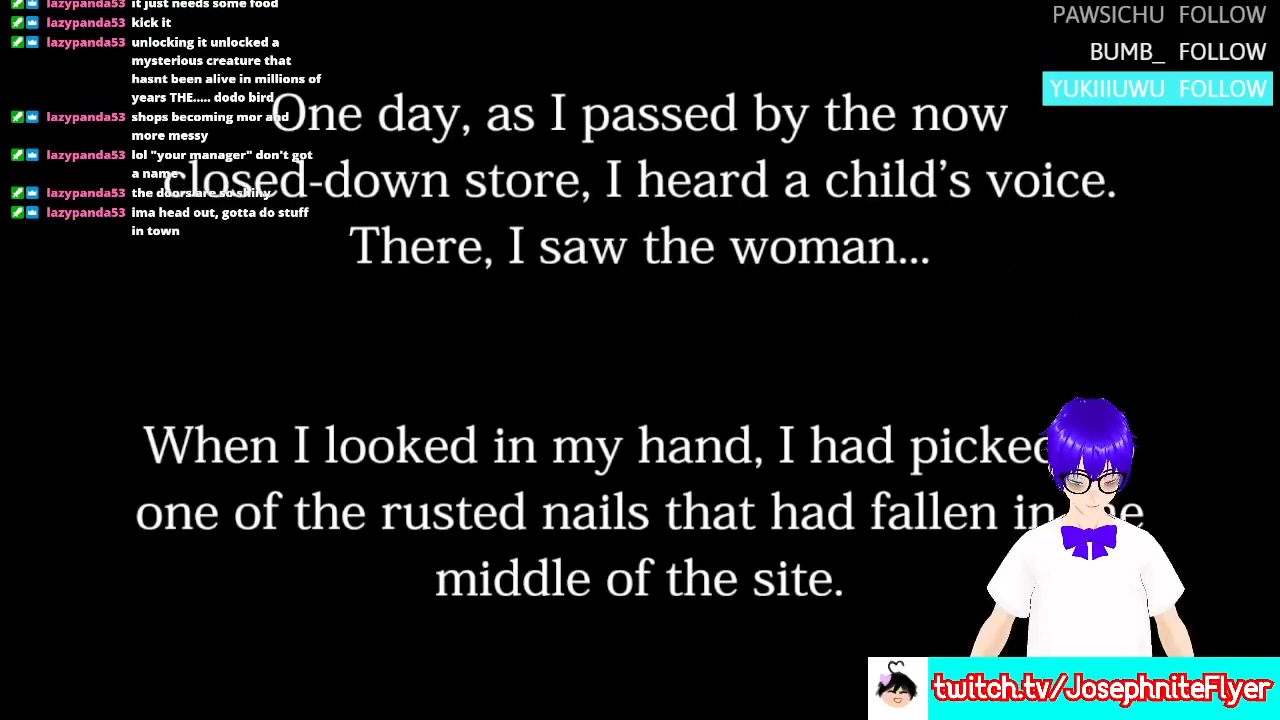 lazypanda53 it just needs some food
lazypanda53 kick it
lazypanda53 unlocking it unlocked a
mysterious creature that
hasnt been alive in millions of
years THE..... dodo bird
lazypanda53 shops becoming mor and
more messy
lazypanda53 lol "your manager" don't got
a name
lazypanda53 the doors are so shiny
lazypanda53 ima head out, gotta do stuff
in town
PAWSICHU FOLLOW
BUMB_ FOLLOW
YUKIIIUWU FOLLOW
One day, as I passed by the now
closed-down store, I heard a child’s voice.
There, I saw the woman...
When I looked in my hand, I had picked
one of the rusted nails that had fallen in the
middle of the site.
twitch.tv/JosephniteFlyer